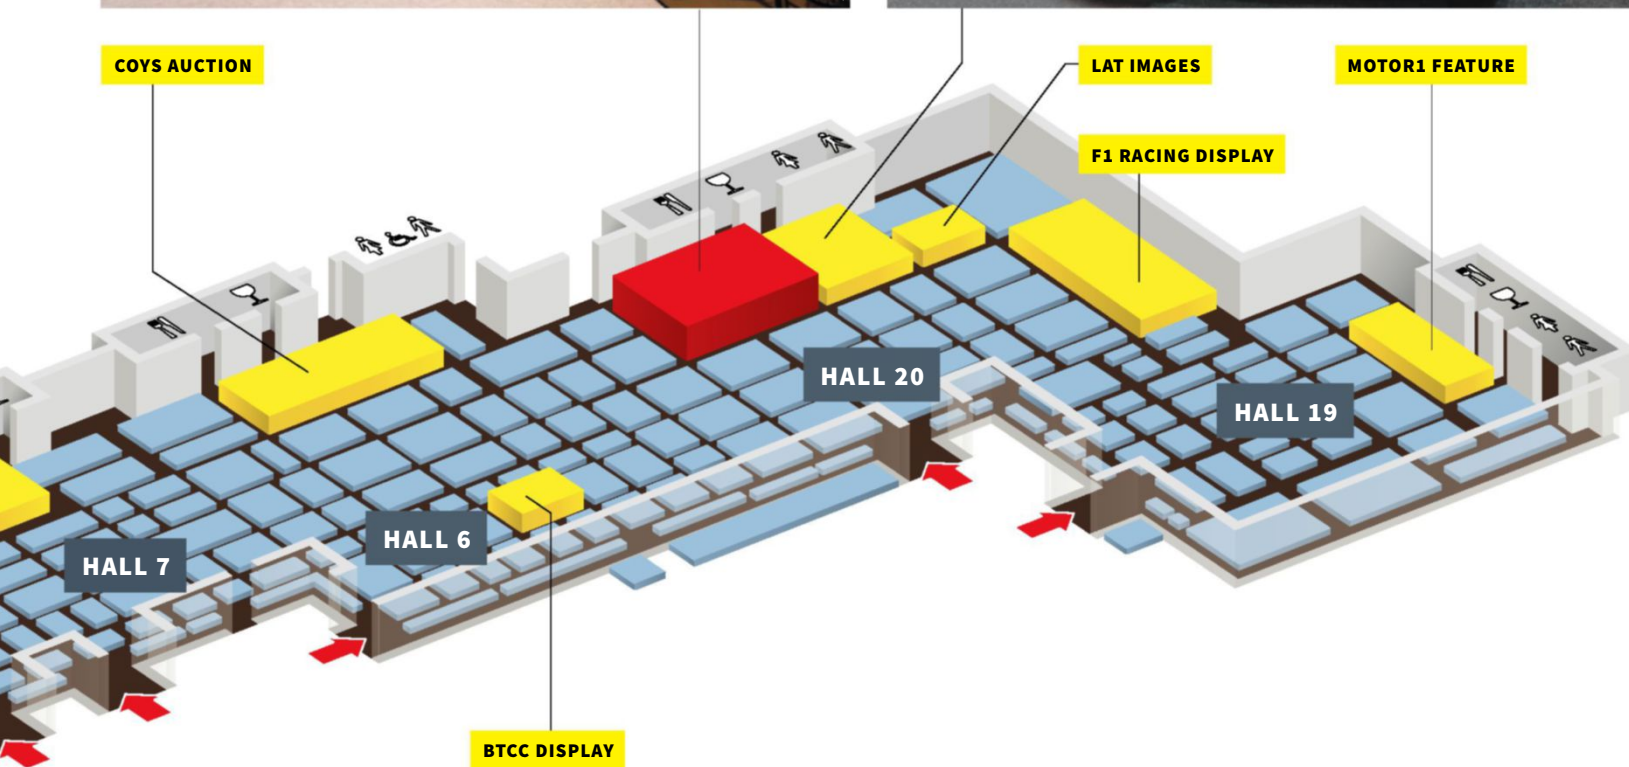 COYS AUCTION
LAT IMAGES
MOTOR1 FEATURE
F1 RACING DISPLAY
HALL 20
HALL 19
HALL 6
HALL 7
BTCC DISPLAY